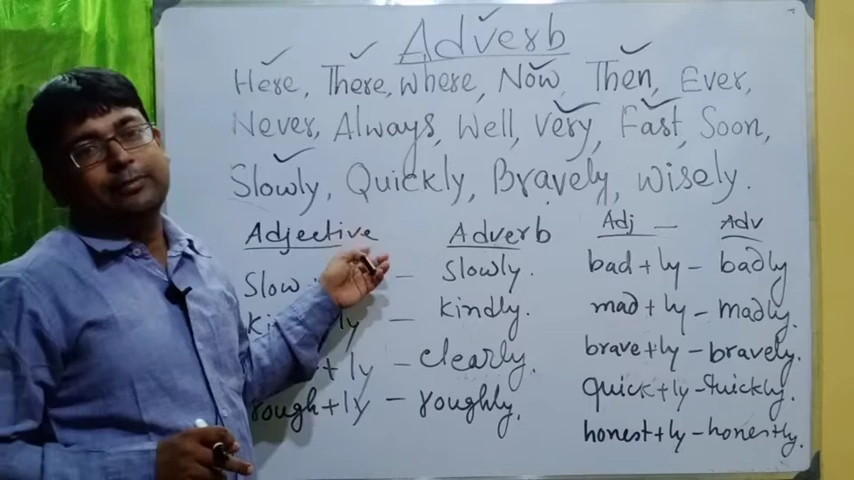 Adverb
Here, There, where, Now, Then, Ever,
Never, Always, Well, very, Fast, Soon,
Slowly, Quickly, Bravely, wisely.
Adjective Adverb Adj — Adv
Slow — slowly. bad + ly — badly
ly — kindly. mad + ly — madly.
+ ly — clearly. brave + ly — bravely.
rough + ly — roughly. quick + ly — quickly.
honest + ly — honestly.